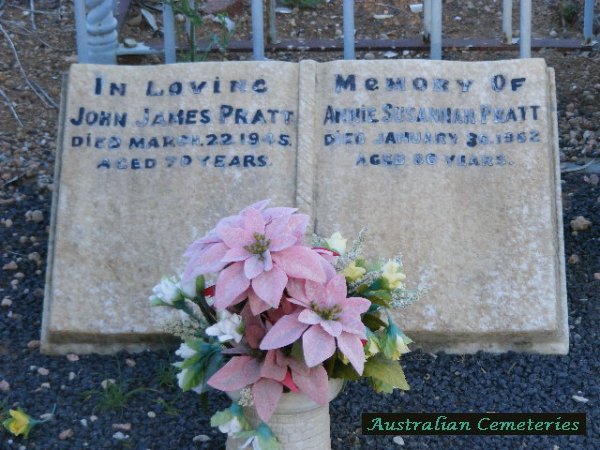 IN LOVING
JOHN JAMES PRATT
DIED MARCH. 22. 1945.
AGED 70 YEARS.
MEMORY OF
ANNIE SUSANNAH PRATT
DIED JANUARY 1962
AGED YEARS.
Australian Cemeteries